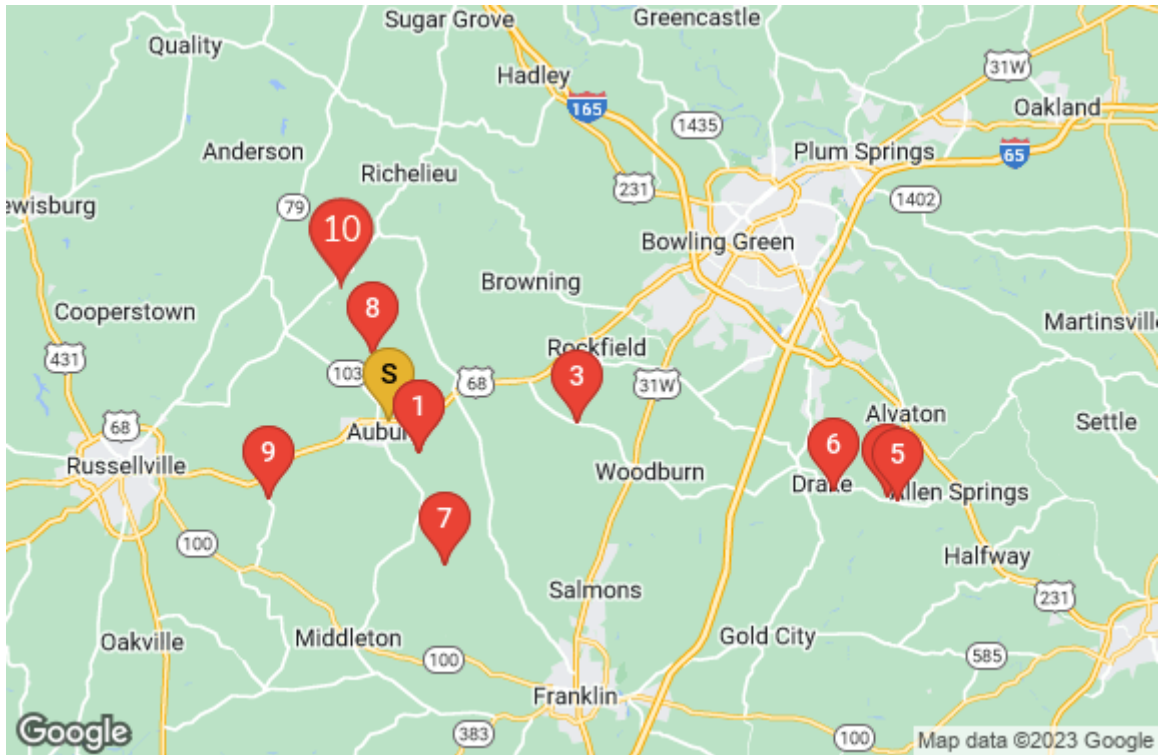 Sugar Grove
Greencastle
Quality
31W
Hadley
165
Oakland
1435
Anderson
Plum Springs
65
Richelieu
231
1402
ewisburg
79
10
Bowling Green
Browning
8
Cooperstown
Martinsville
Rockfield
431
103
S
68
3
31W
1
Alvaton
Settle
68
Auburn
9
6
5
Russellville
Woodburn
Drake
Allen Springs
7
100
Halfway
Salmons
231
Oakville
Middleton
Gold City
100
585
Franklin
383
100
Google
Map data ©2023 Google